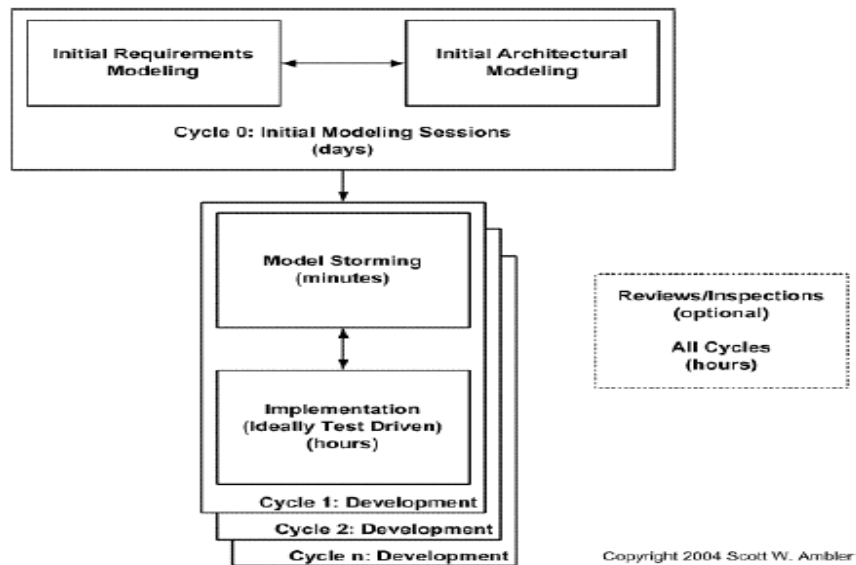 Initial Requirements
Modeling
Initial Architectural
Modeling
Cycle 0: Initial Modeling Sessions
(days)
Model Storming
(minutes)
Reviews/Inspections
(optional)
All Cycles
(hours)
Implementation
(Ideally Test Driven)
(hours)
Cycle 1: Development
Cycle 2: Development
Cycle n: Development
Copyright 2004 Scott W. Ambler